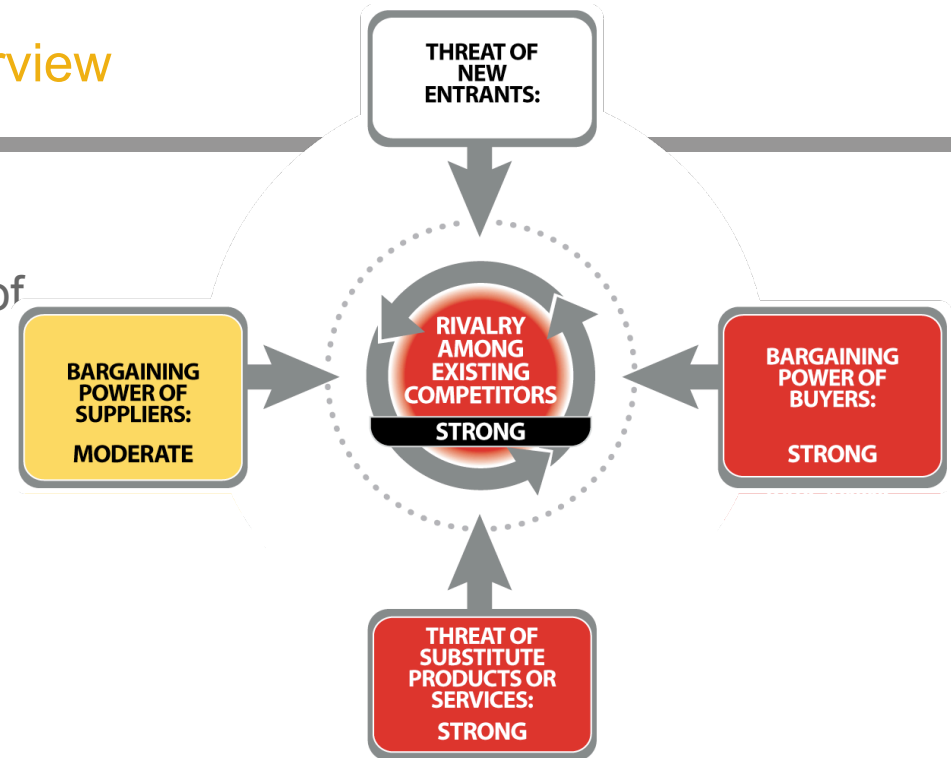 rview
THREAT OF
NEW
ENTRANTS:
of
BARGAINING
POWER OF
SUPPLIERS:
MODERATE
RIVALRY
AMONG
EXISTING
COMPETITORS
STRONG
BARGAINING
POWER OF
BUYERS:
STRONG
THREAT OF
SUBSTITUTE
PRODUCTS OR
SERVICES:
STRONG